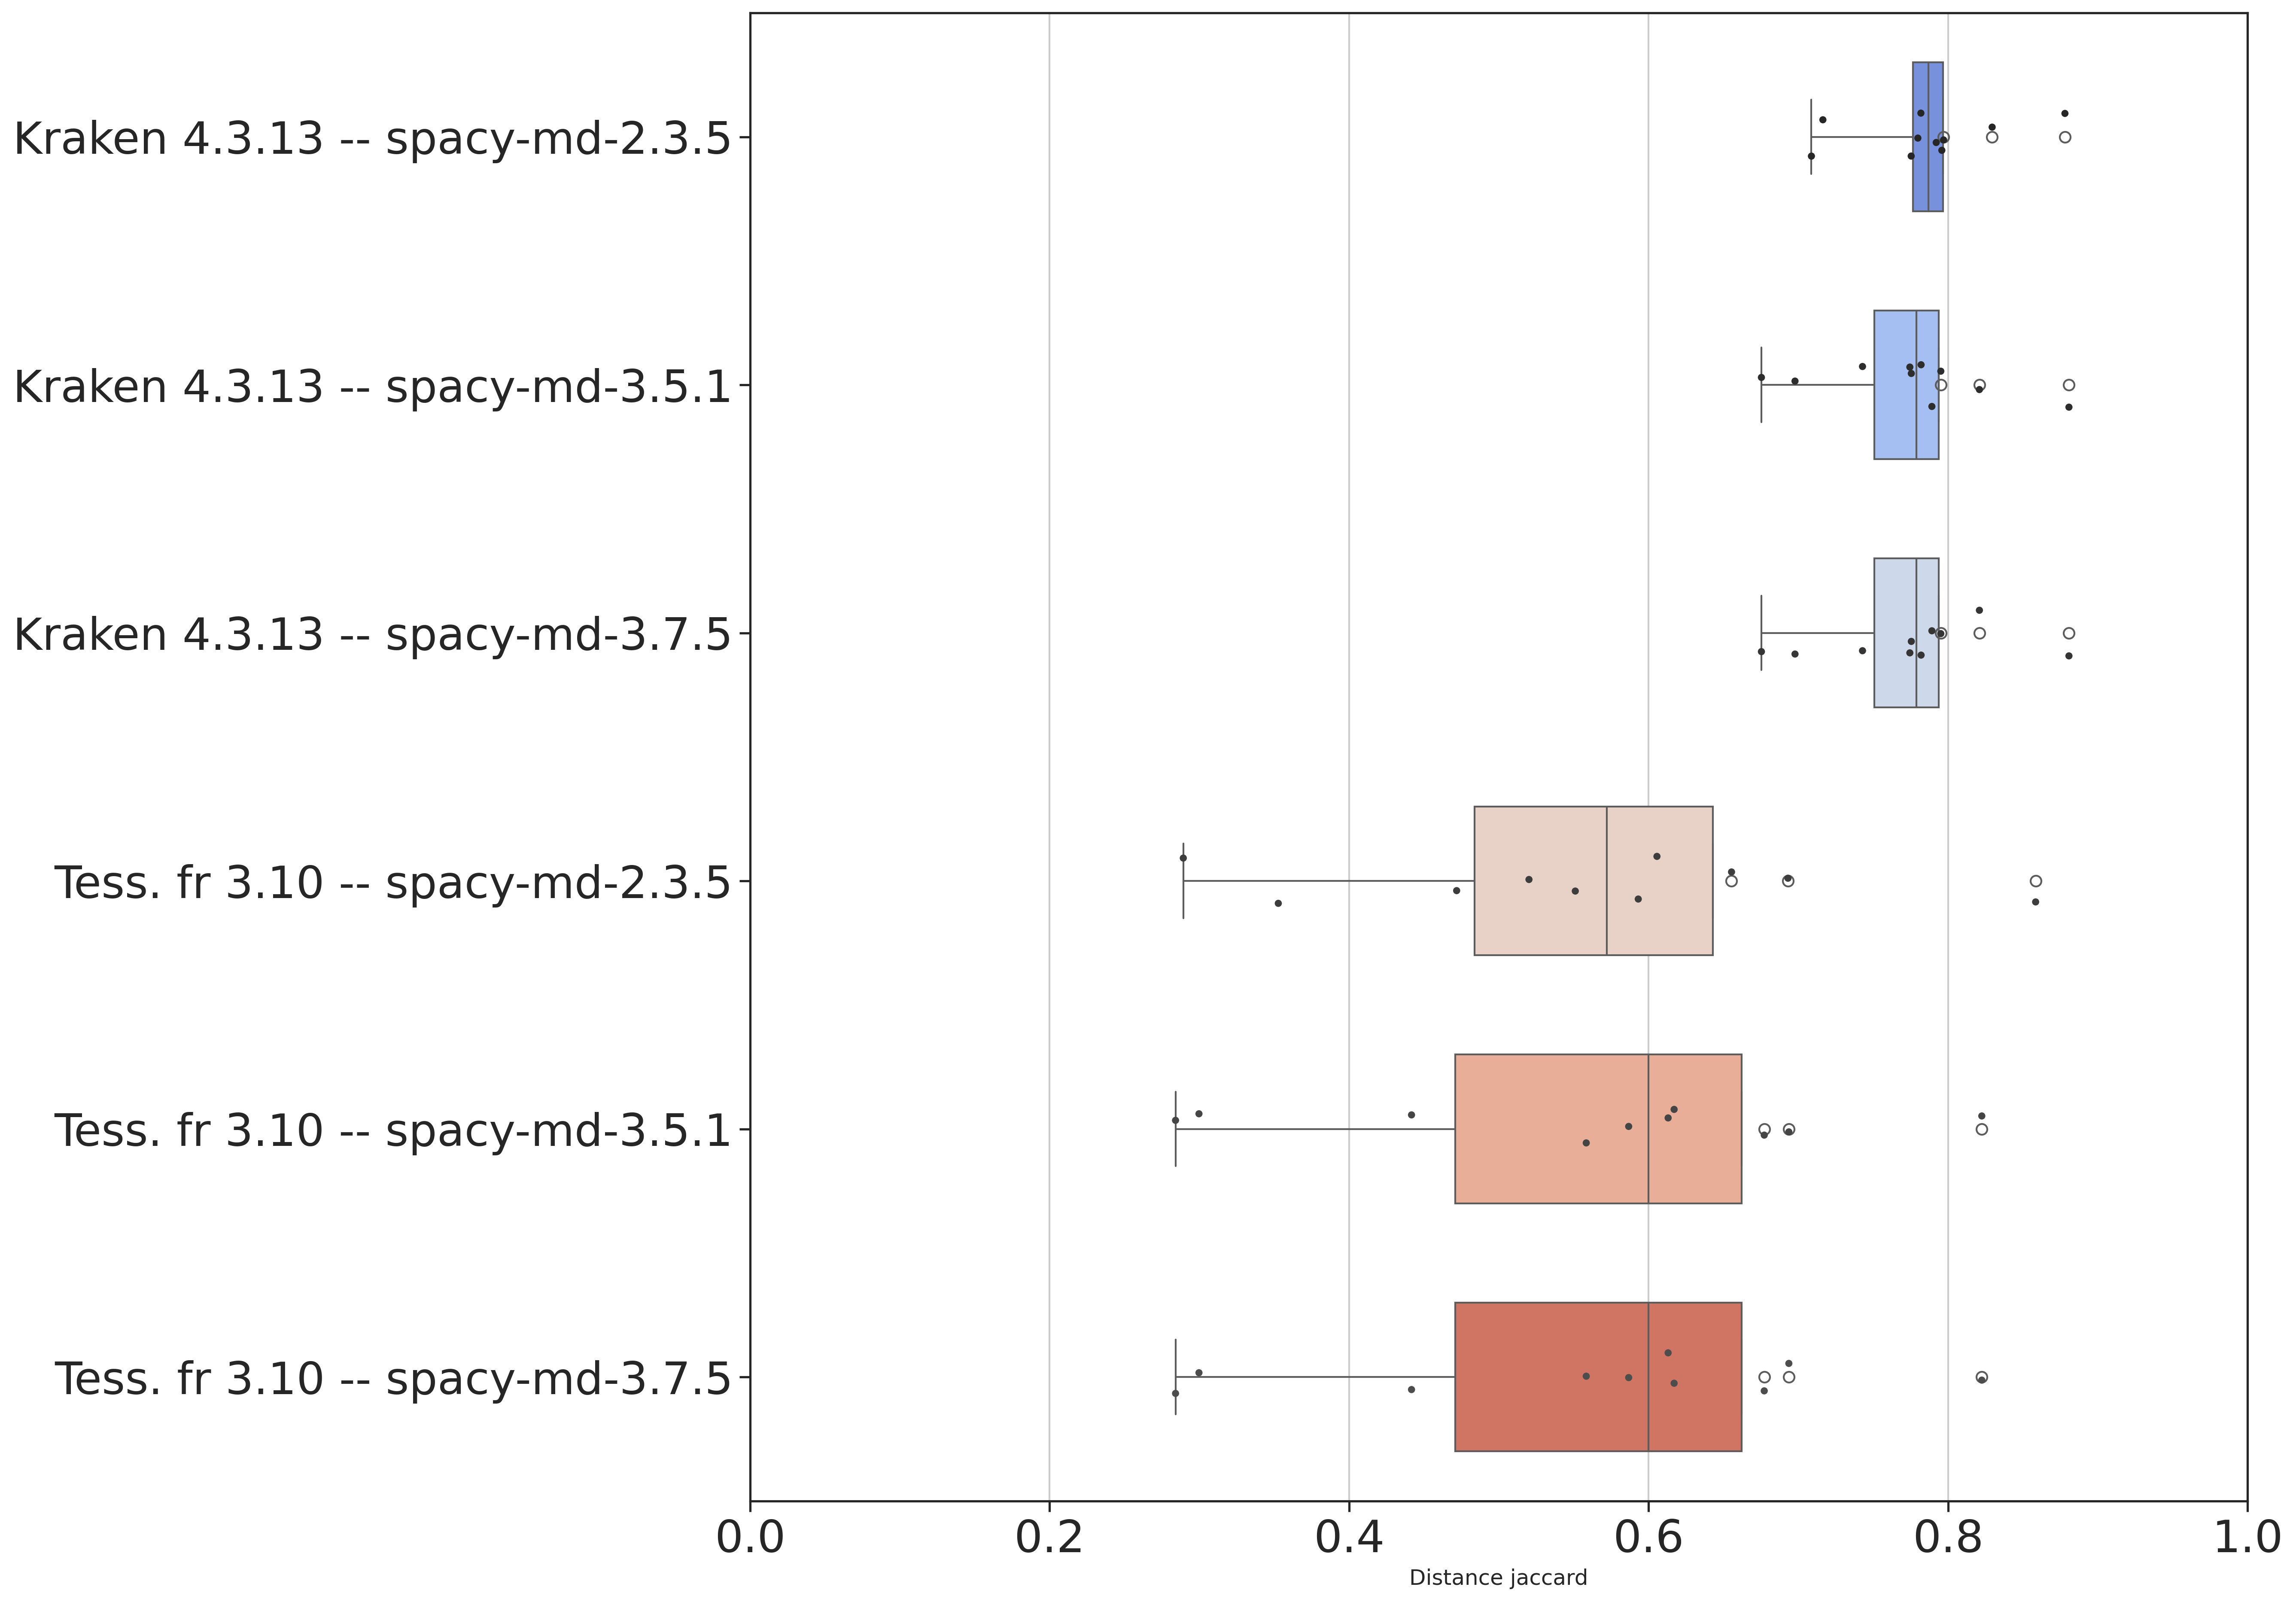 Kraken 4.3.13 -- spacy-md-2.3.5
Kraken 4.3.13 -- spacy-md-3.5.1
Kraken 4.3.13 -- spacy-md-3.7.5
Tess. fr 3.10 -- spacy-md-2.3.5
Tess. fr 3.10 -- spacy-md-3.5.1
Tess. fr 3.10 -- spacy-md-3.7.5
0.0 0.2 0.4 0.6 0.8 1.0
Distance jaccard